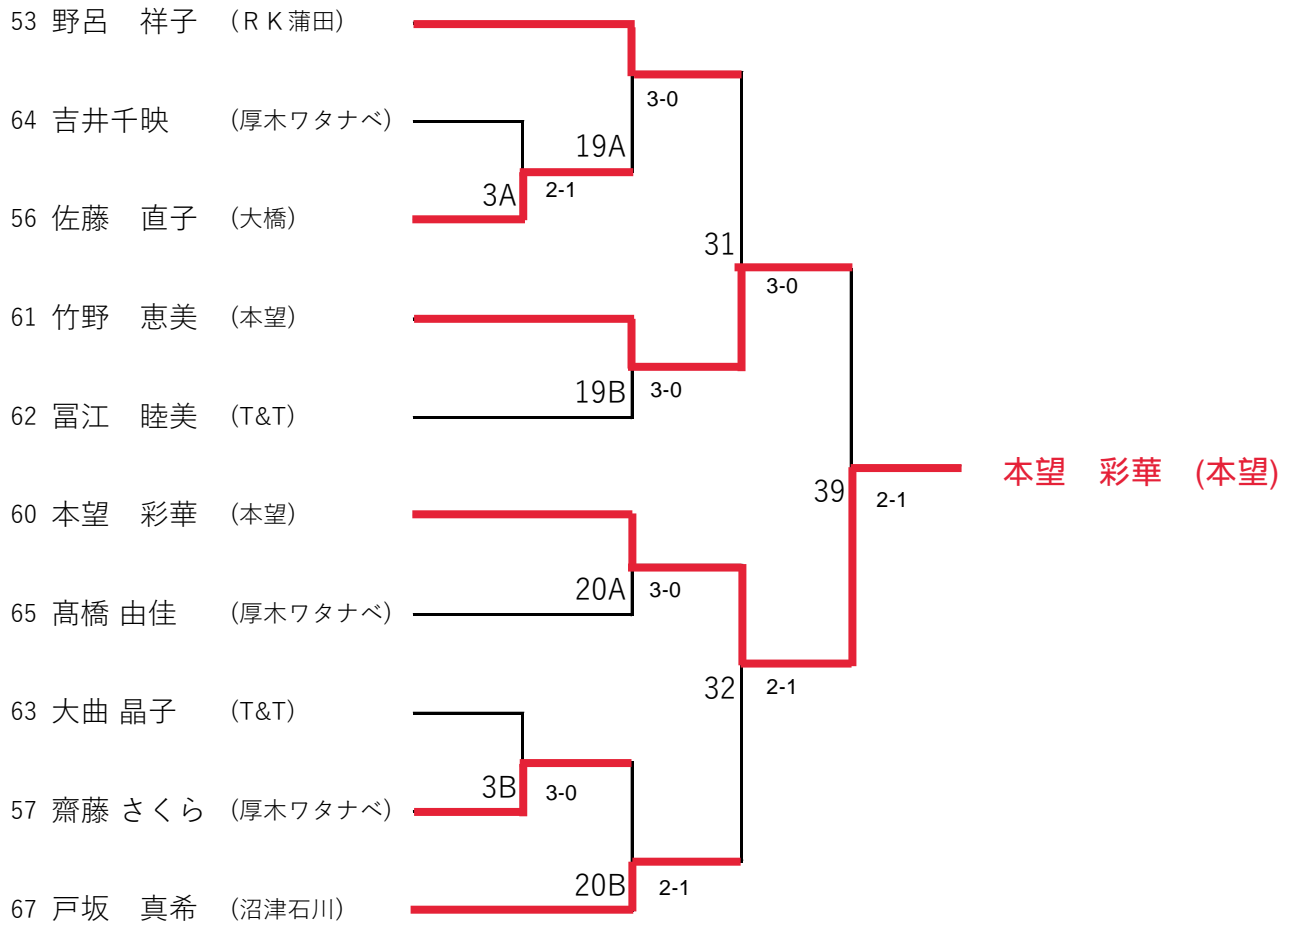 53 野呂　祥子 （ＲＫ蒲田）
3-0
64 吉井千映 （厚木ワタナベ）
19A
3A 2-1
56 佐藤　直子 （大橋）
31
3-0
61 竹野　恵美 （本望）
19B 3-0
62 冨江　睦美 （T&T）
本望　彩華　(本望)
39 2-1
60 本望　彩華 （本望）
20A 3-0
65 髙橋 由佳 （厚木ワタナベ）
32 2-1
63 大曲 晶子 （T&T）
3B 3-0
57 齋藤 さくら （厚木ワタナベ）
20B 2-1
67 戸坂　真希 （沼津石川）